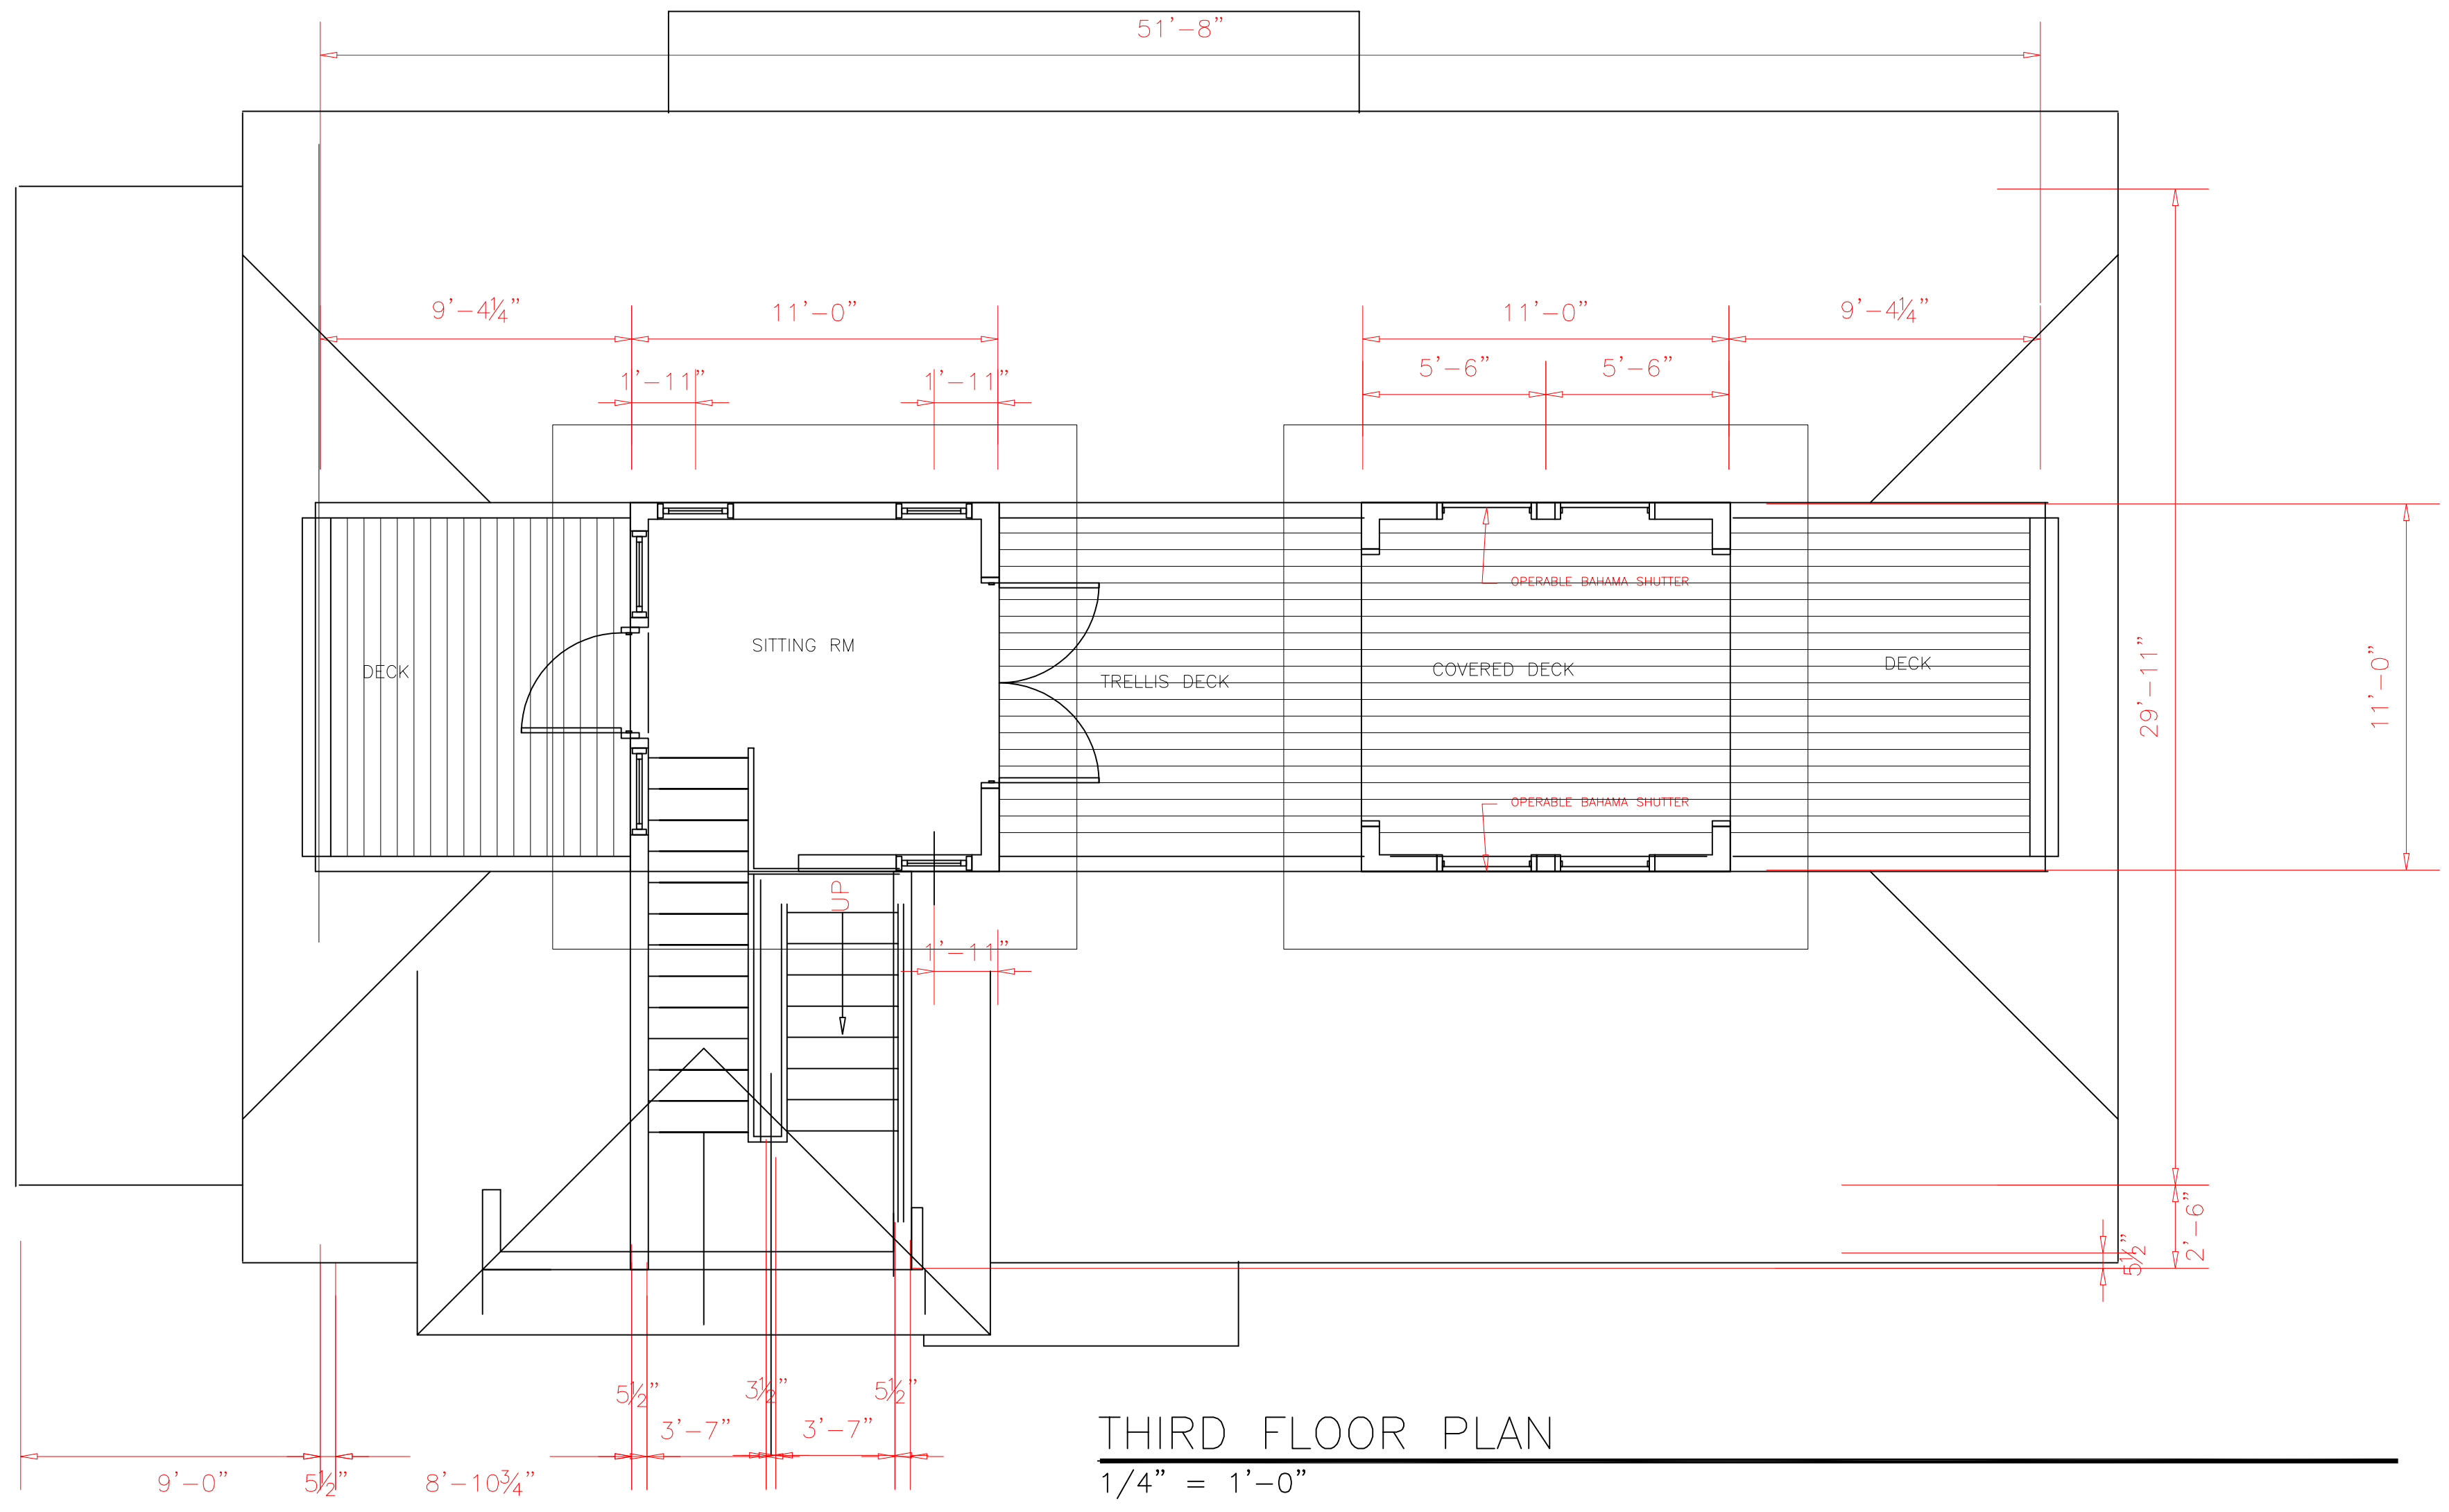 51'-8"
9'-4¼"
11'-0"
11'-0"
9'-4¼"
5'-6"
5'-6"
1'-11"
1'-11"
OPERABLE BAHAMA SHUTTER
SITTING RM
DECK
TRELLIS DECK
COVERED DECK
DECK
29'-11"
11'-0"
OPERABLE BAHAMA SHUTTER
UP
1'-11"
2'-6"
5½"
5½"
3½"
5½"
3'-7"
3'-7"
9'-0"
5½"
8'-10¾"
THIRD FLOOR PLAN
1/4" = 1'-0"